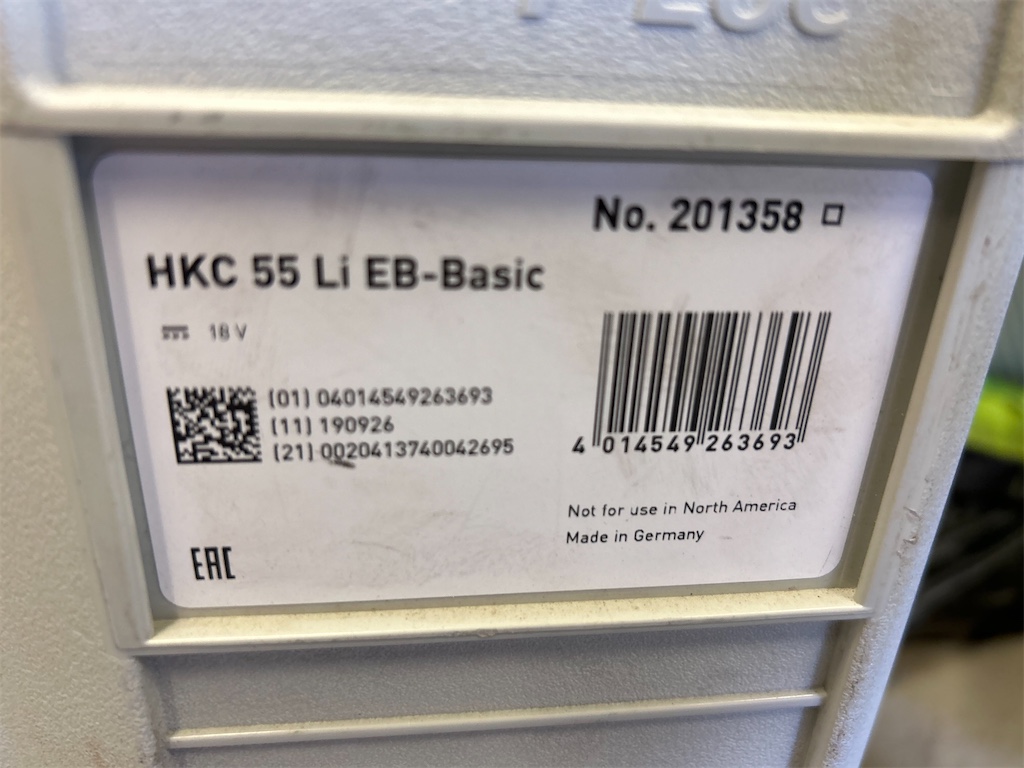 No. 201358
HKC 55 Li EB-Basic
18 V
(01) 04014549263693
(11) 190926
(21) 0020413740042695
4 014549 263693
Not for use in North America
Made in Germany
EAC